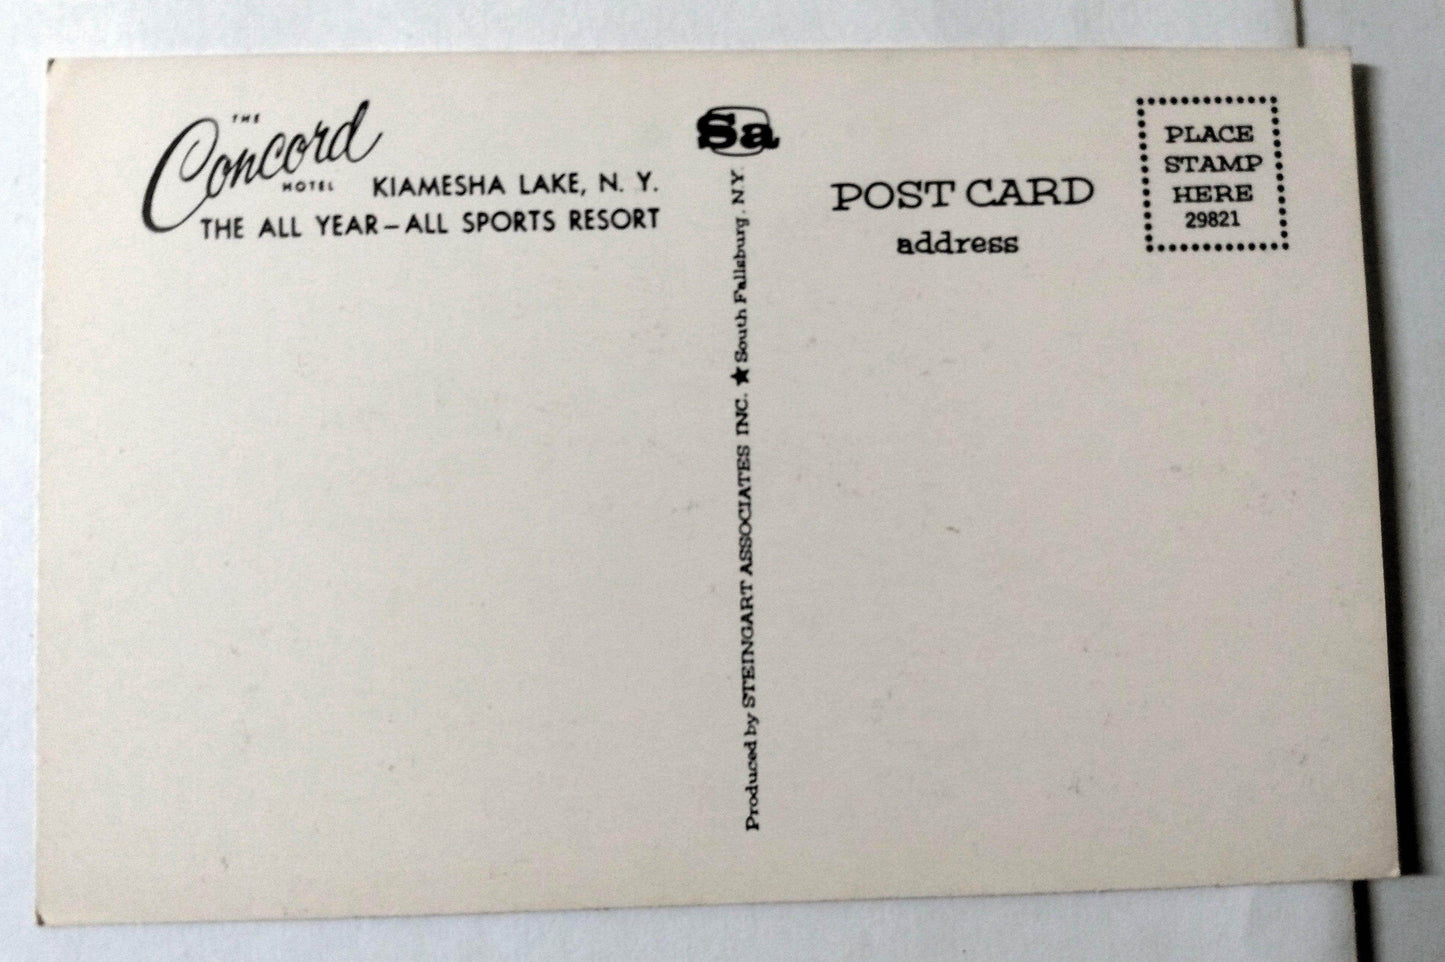 THE
Concord
HOTEL
KIAMESHA LAKE, N. Y.
THE ALL YEAR—ALL SPORTS RESORT
Sa
Produced by STEINGART ASSOCIATES INC. ★ South Fallsburg, NY
POST CARD
address
PLACE
STAMP
HERE
29821